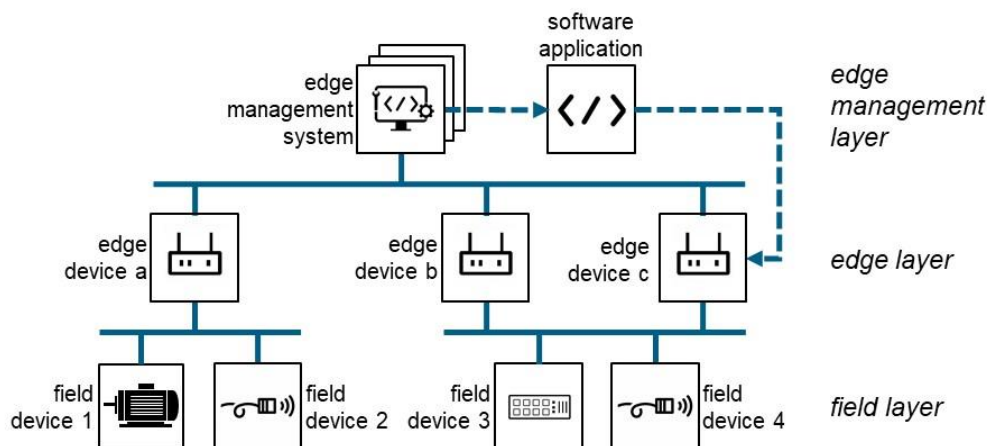 software
application
edge
management
system
</>
</>
edge
management
layer
edge
device a
edge
device b
edge
device c
edge layer
field
device 1
field
device 2
field
device 3
field
device 4
field layer